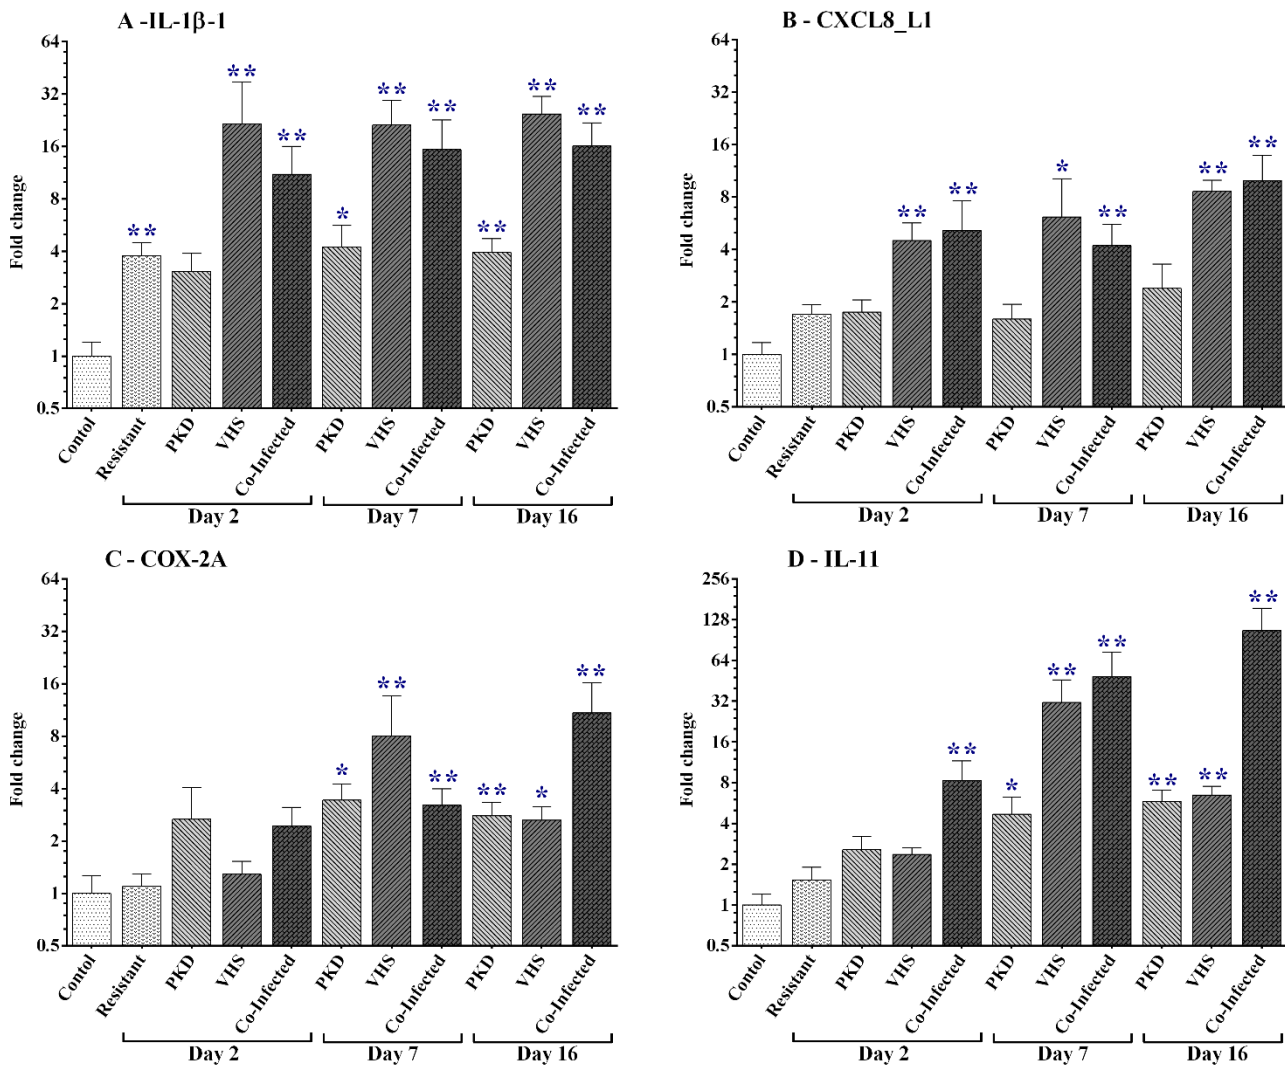 A -IL-1β-1
Fold change
64
32
16
8
4
2
1
0.5
**
**
**
*
**
**
**
**
**
Contol
Resistant
PKD
VHS
Co-Infected
PKD
VHS
Co-Infected
PKD
VHS
Co-Infected
Day 2
Day 7
Day 16
B - CXCL8_L1
Fold change
64
32
16
8
4
2
1
0.5
**
**
*
**
**
**
Contol
Resistant
PKD
VHS
Co-Infected
PKD
VHS
Co-Infected
PKD
VHS
Co-Infected
Day 2
Day 7
Day 16
C - COX-2A
Fold change
64
32
16
8
4
2
1
0.5
*
**
**
**
*
**
Contol
Resistant
PKD
VHS
Co-Infected
PKD
VHS
Co-Infected
PKD
VHS
Co-Infected
Day 2
Day 7
Day 16
D - IL-11
Fold change
256
128
64
32
16
8
4
2
1
0.5
**
*
**
**
**
**
**
Contol
Resistant
PKD
VHS
Co-Infected
PKD
VHS
Co-Infected
PKD
VHS
Co-Infected
Day 2
Day 7
Day 16